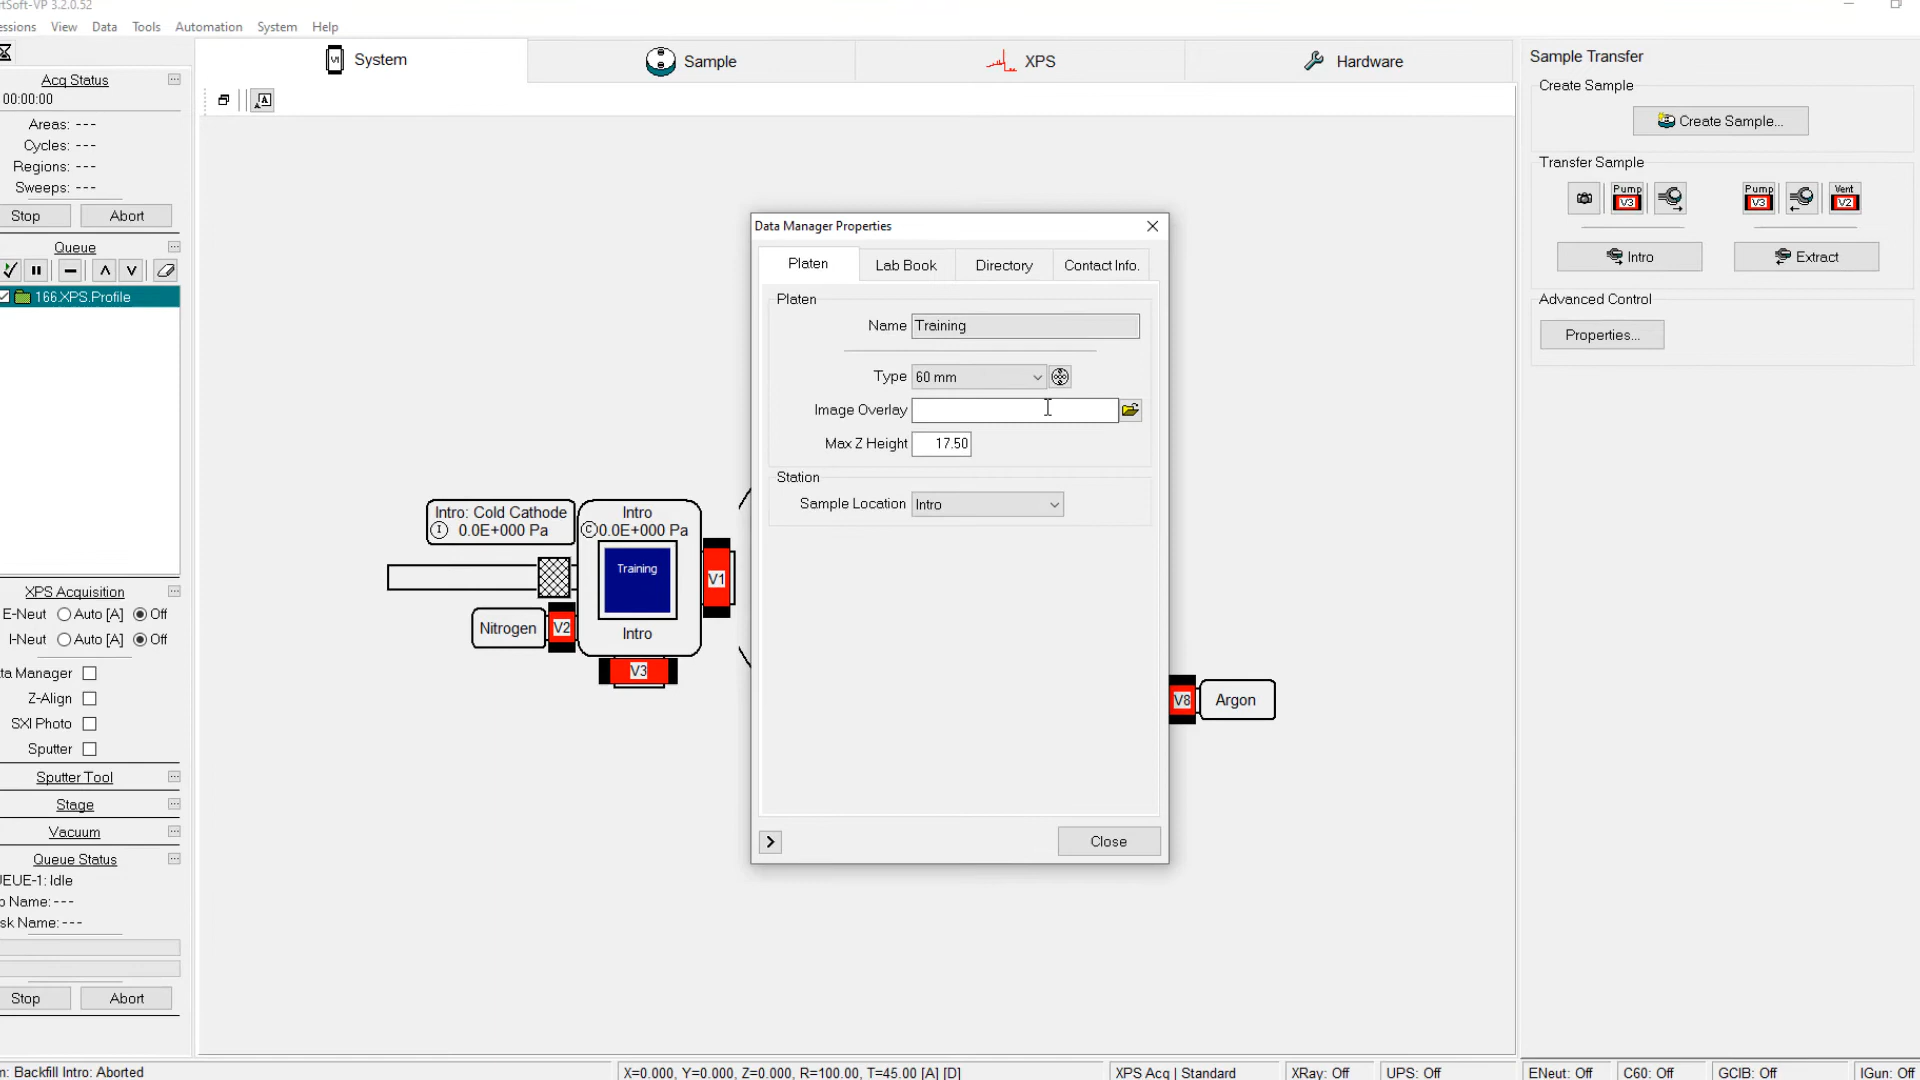 rtSoft-VP 3.2.0.52
essions View Data Tools Automation System Help
Acq Status
00:00:00
Areas: ---
Cycles: ---
Regions: ---
Sweeps: ---
Stop Abort
Queue
166.XPS.Profile
XPS Acquisition
E-Neut Auto [A] Off
I-Neut Auto [A] Off
ta Manager
Z-Align
SXI Photo
Sputter
Sputter Tool
Stage
Vacuum
Queue Status
UEUE-1: Idle
b Name: ---
sk Name: ---
Stop Abort
System Sample XPS Hardware
Intro: Cold Cathode
I 0.0E+000 Pa
Intro
C 0.0E+000 Pa
Training
Intro
V1
Nitrogen V2
V3
V8 Argon
Data Manager Properties
Platen Lab Book Directory Contact Info.
Platen
Name Training
Type 60 mm
Image Overlay
Max Z Height 17.50
Station
Sample Location Intro
Close
Sample Transfer
Create Sample
Create Sample...
Transfer Sample
Pump V3 Pump V3 Vent V2
Intro Extract
Advanced Control
Properties...
m: Backfill Intro: Aborted X=0.000, Y=0.000, Z=0.000, R=100.00, T=45.00 [A] [D] XPS Acq | Standard XRay: Off UPS: Off ENeut: Off C60: Off GCIB: Off IGun: Off